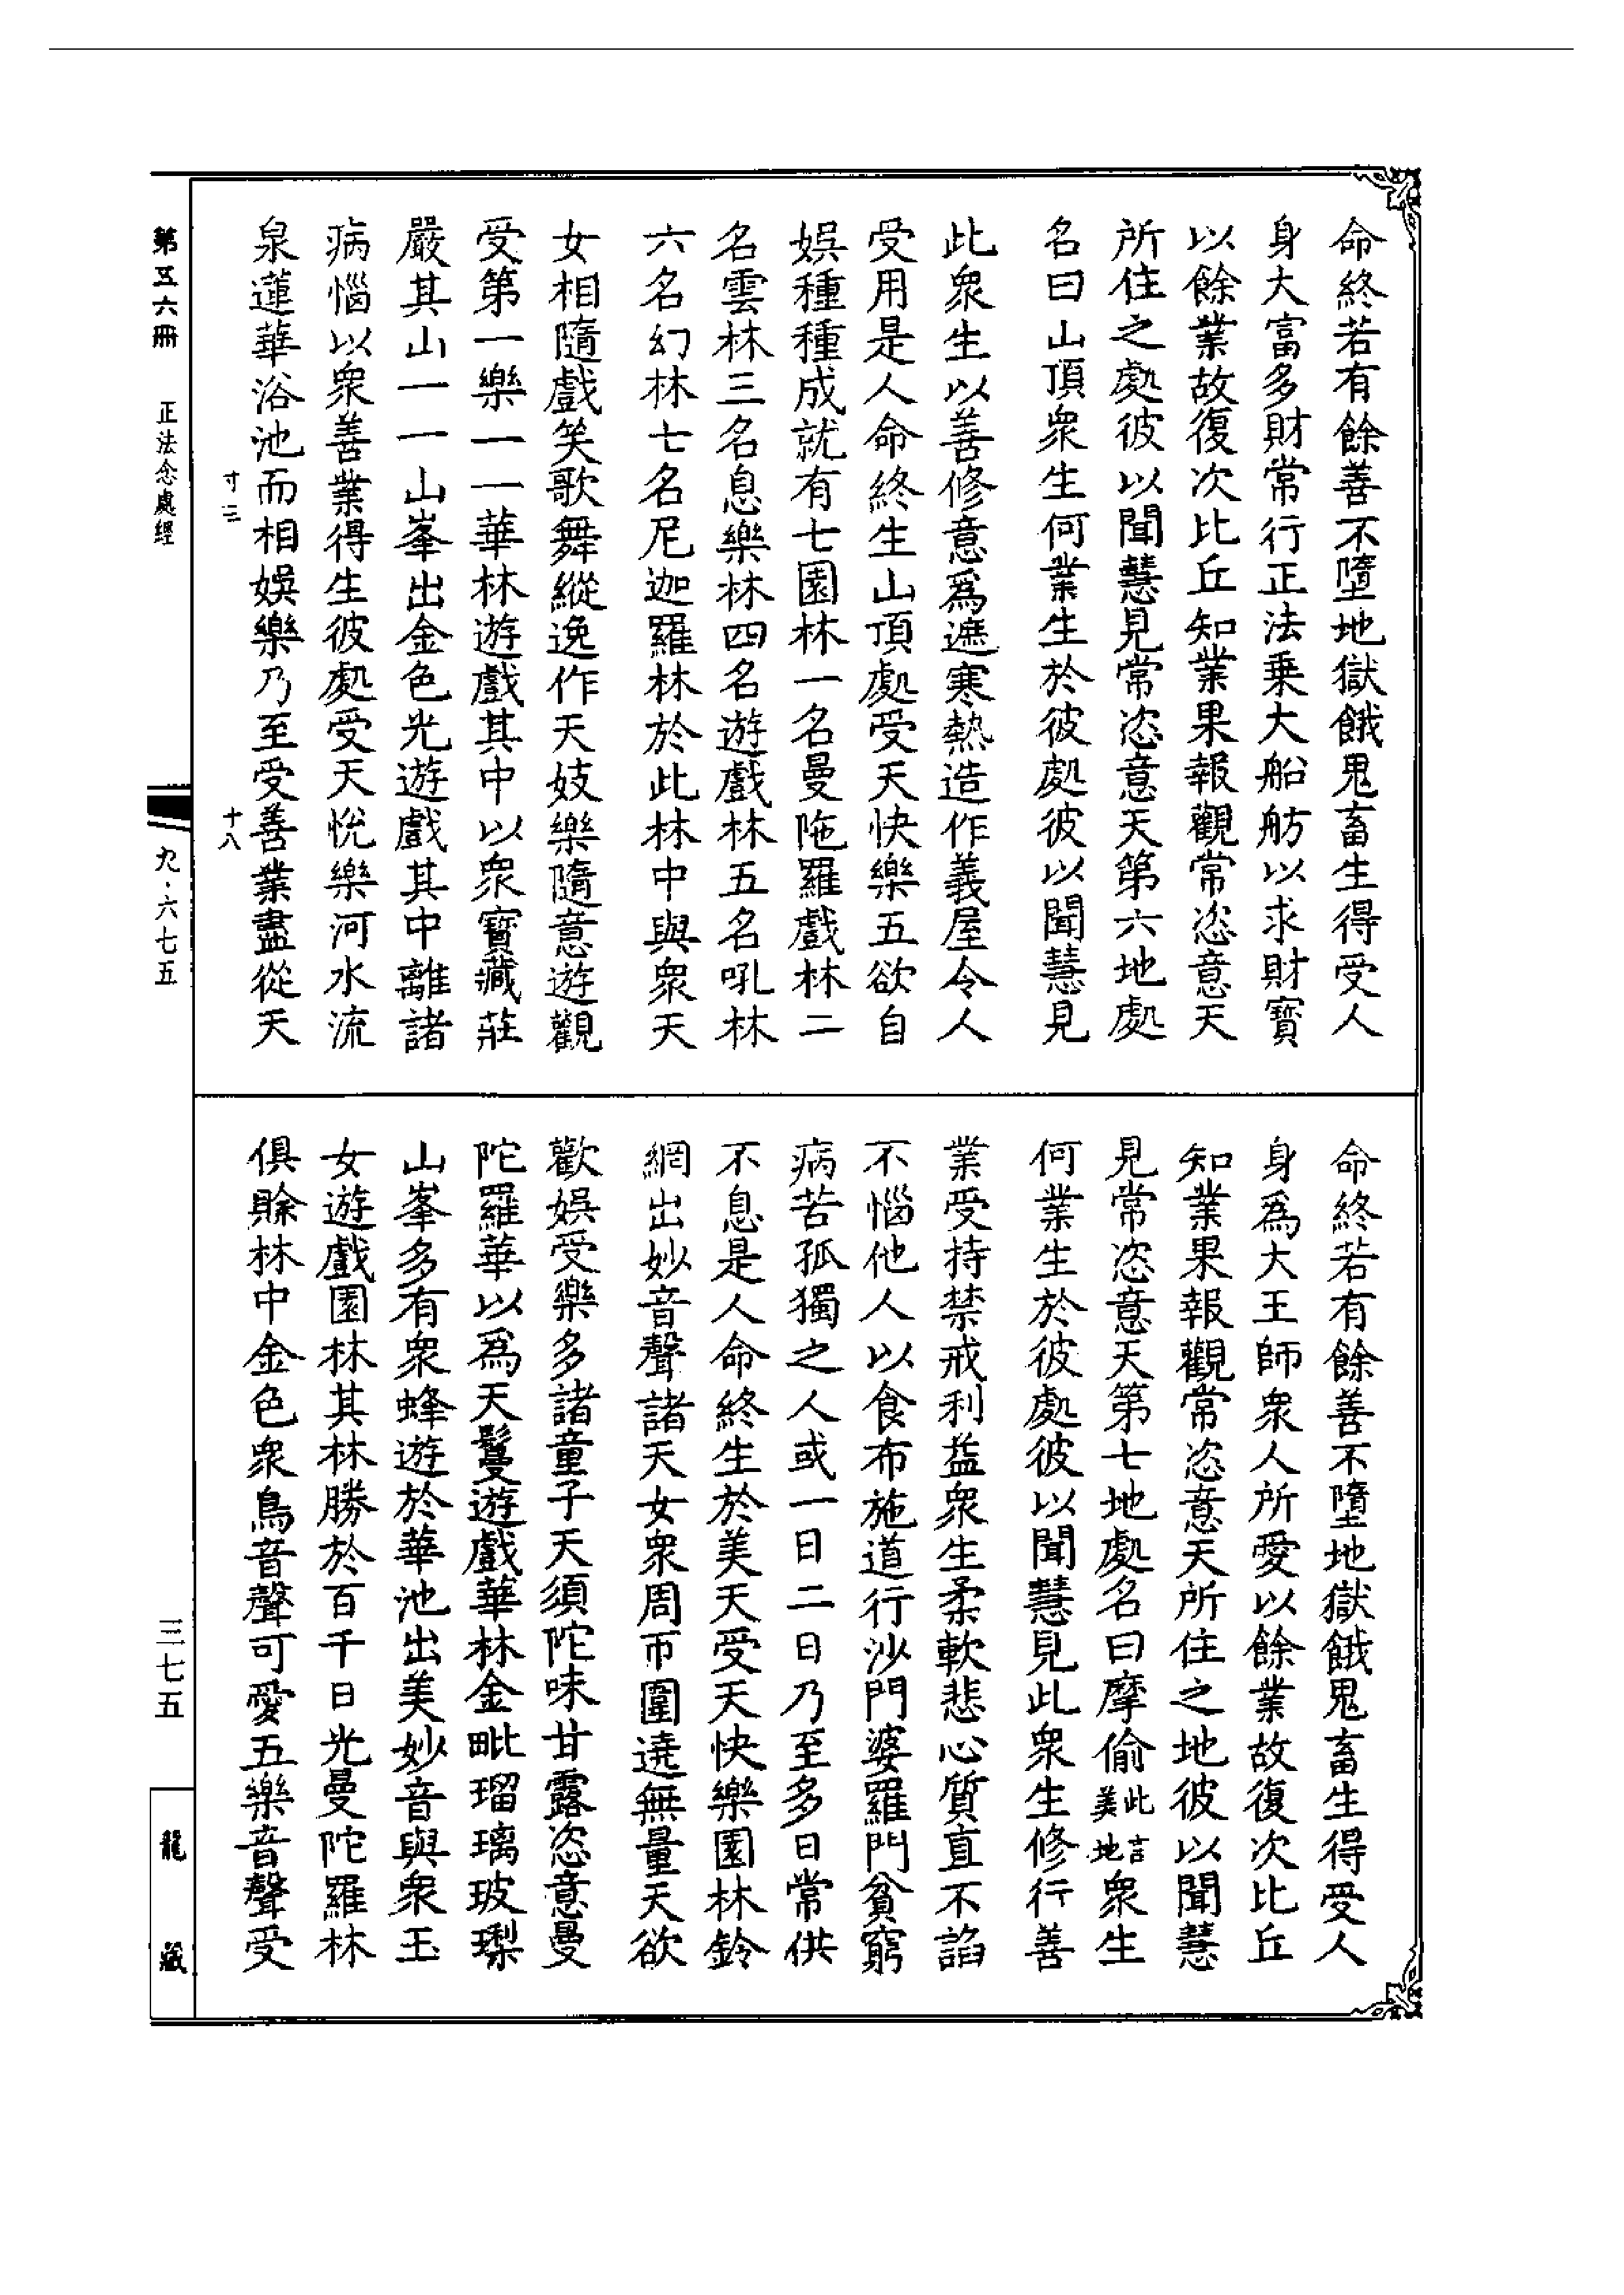 命終若有餘善不墮地獄餓鬼畜生得受人
身大富多財常行正法乗大船舫以求財寶
以餘業故復次比丘知業果報觀常恣意天
所住之處彼以聞慧見常恣意天第六地處
名曰山頂衆生何業生於彼處彼以聞慧見
此衆生以善修意爲遮寒熱造作義屋令人
受用是人命終生山頂處受天快樂五欲自
娯種種成就有七園林一名曼陁羅戲林二
名雲林三名息樂林四名遊戲林五名吼林
六名幻林七名尼迦羅林於此林中與衆天
女相隨戲笑歌舞縱逸作天妓樂隨意遊觀
受第一樂一一華林遊戲其中以衆寶藏莊
嚴其山一一山峯出金色光遊戲其中離諸
病惱以衆善業得生彼處受天悅樂河水流
泉蓮華浴池而相娯樂乃至受善業盡從天
寸三 十八
命終若有餘善不墮地獄餓鬼畜生得受人
身爲大王師衆人所愛以餘業故復次比丘
知業果報觀常恣意天所住之地彼以聞慧
見常恣意天第七地處名曰摩偷此言美地衆生
何業生於彼處彼以聞慧見此衆生修行善
業受持禁戒利益衆生柔軟悲心質直不諂
不惱他人以食布施道行沙門婆羅門貧窮
病苦孤獨之人或一日二日乃至多日常供
不息是人命終生於美天受天快樂園林鈴
網出妙音聲諸天女衆周帀圍遶無量天欲
歡娯受樂多諸童子天須陀味甘露恣意曼
陀羅華以爲天鬘遊戲華林金毗瑠璃玻瓈
山峯多有衆蜂遊於華池出美妙音與衆玉
女遊戲園林其林勝於百千日光曼陀羅林
俱賒林中金色衆鳥音聲可愛五樂音聲受
第五六冊 正法念處經
九·六七五
三七五
龍藏